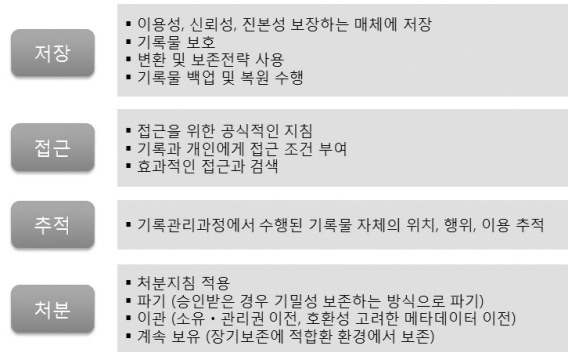 저장
▪ 이용성, 신뢰성, 진본성 보장하는 매체에 저장
▪ 기록물 보호
▪ 변환 및 보존전략 사용
▪ 기록물 백업 및 복원 수행
접근
▪ 접근을 위한 공식적인 지침
▪ 기록과 개인에게 접근 조건 부여
▪ 효과적인 접근과 검색
추적
▪ 기록관리과정에서 수행된 기록물 자체의 위치, 행위, 이용 추적
처분
▪ 처분지침 적용
▪ 파기 (승인받은 경우 기밀성 보존하는 방식으로 파기)
▪ 이관 (소유・관리권 이전, 호환성 고려한 메타데이터 이전)
▪ 계속 보유 (장기보존에 적합환 환경에서 보존)